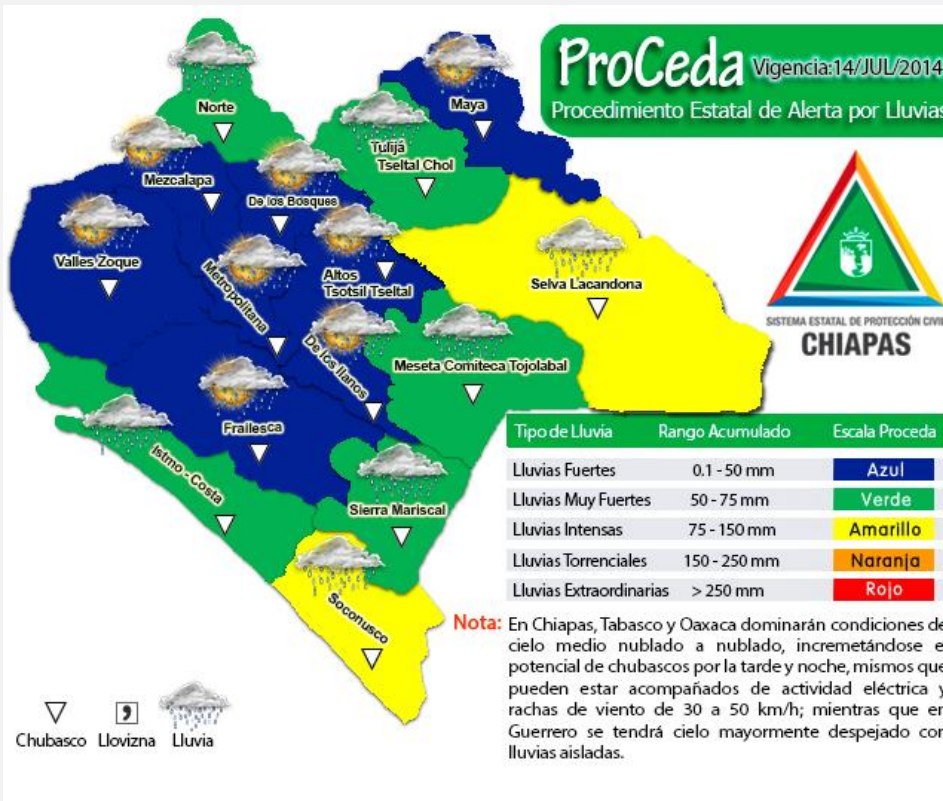 ProCeda Vigencia:14/JUL/2014
Procedimiento Estatal de Alerta por Lluvias
Norte
Maya
Tulijá
Tseltal Chol
Mezcalapa
De los Bosques
Valles Zoque
Metropolitana
Altos
Tsotsil Tseltal
Selva Lacandona
De los llanos
Meseta Comiteca Tojolabal
Frailesca
Istmo - Costa
Sierra Mariscal
Soconusco
SISTEMA ESTATAL DE PROTECCIÓN CIVIL
CHIAPAS
Tipo de Lluvia Rango Acumulado Escala Proceda
Lluvias Fuertes 0.1 - 50 mm Azul
Lluvias Muy Fuertes 50 - 75 mm Verde
Lluvias Intensas 75 - 150 mm Amarillo
Lluvias Torrenciales 150 - 250 mm Naranja
Lluvias Extraordinarias > 250 mm Rojo
Nota: En Chiapas, Tabasco y Oaxaca dominarán condiciones de
cielo medio nublado a nublado, incremetándose e
potencial de chubascos por la tarde y noche, mismos que
pueden estar acompañados de actividad eléctrica y
rachas de viento de 30 a 50 km/h; mientras que en
Guerrero se tendrá cielo mayormente despejado con
lluvias aisladas.
Chubasco Llovizna Lluvia